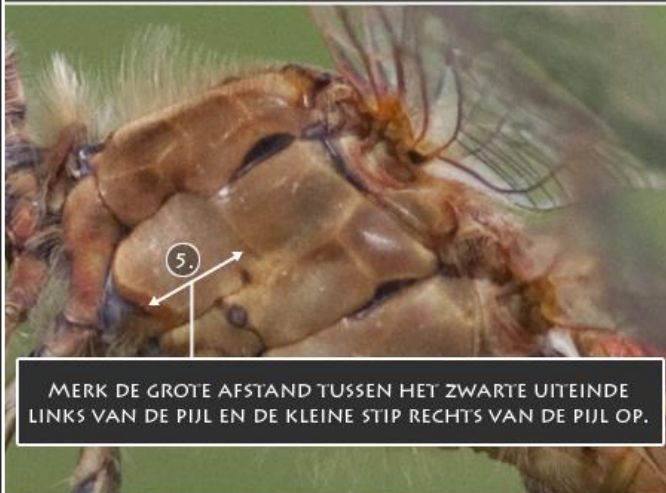 5.
MERK DE GROTE AFSTAND TUSSEN HET ZWARTE UITEINDE
LINKS VAN DE PIJL EN DE KLEINE STIP RECHTS VAN DE PIJL OP.